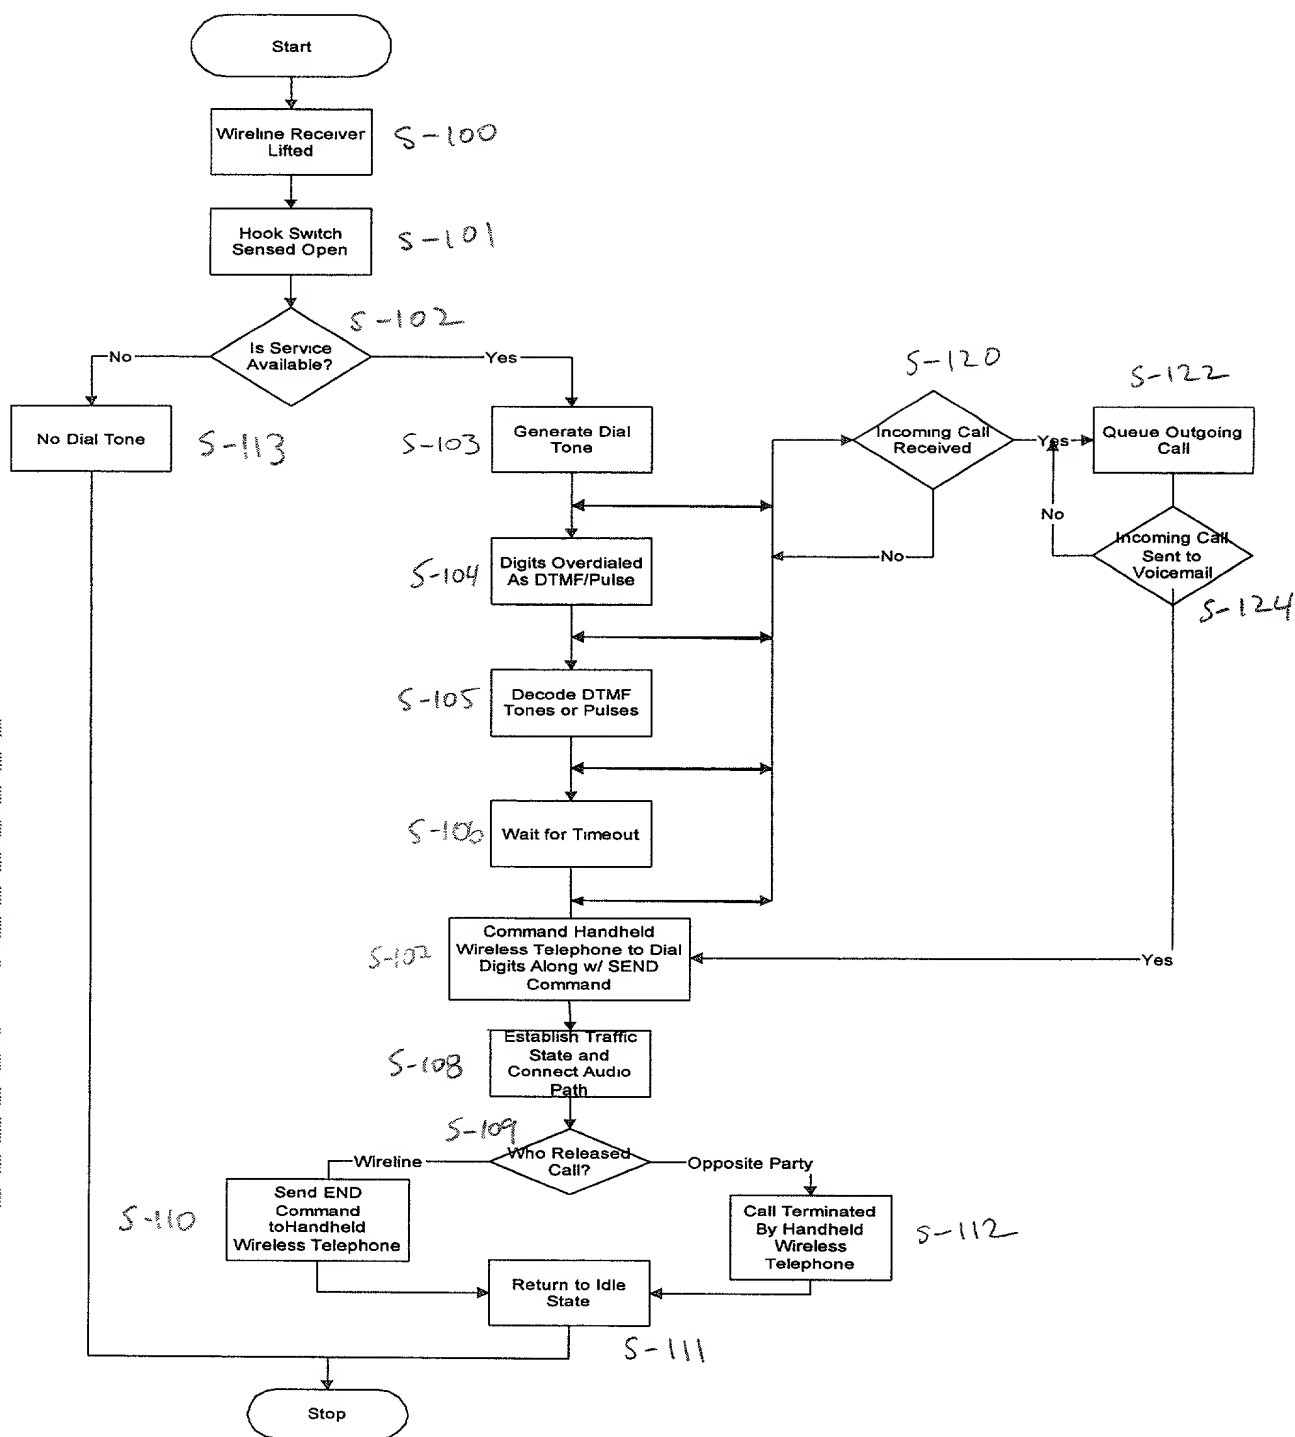 Start
Wireline Receiver
Lifted
S-100
Hook Switch
Sensed Open
S-101
S-102
Is Service
Available?
No
Yes
No Dial Tone
S-113
S-103
Generate Dial
Tone
S-120
Incoming Call
Received
Yes
No
S-122
Queue Outgoing
Call
No
Incoming Call
Sent to
Voicemail
S-124
Yes
S-104
Digits Overdialed
As DTMF/Pulse
S-105
Decode DTMF
Tones or Pulses
S-106
Wait for Timeout
S-102
Command Handheld
Wireless Telephone to Dial
Digits Along w/ SEND
Command
S-108
Establish Traffic
State and
Connect Audio
Path
S-109
Who Released
Call?
Wireline
Opposite Party
S-110
Send END
Command
toHandheld
Wireless Telephone
Call Terminated
By Handheld
Wireless
Telephone
S-112
Return to Idle
State
S-111
Stop